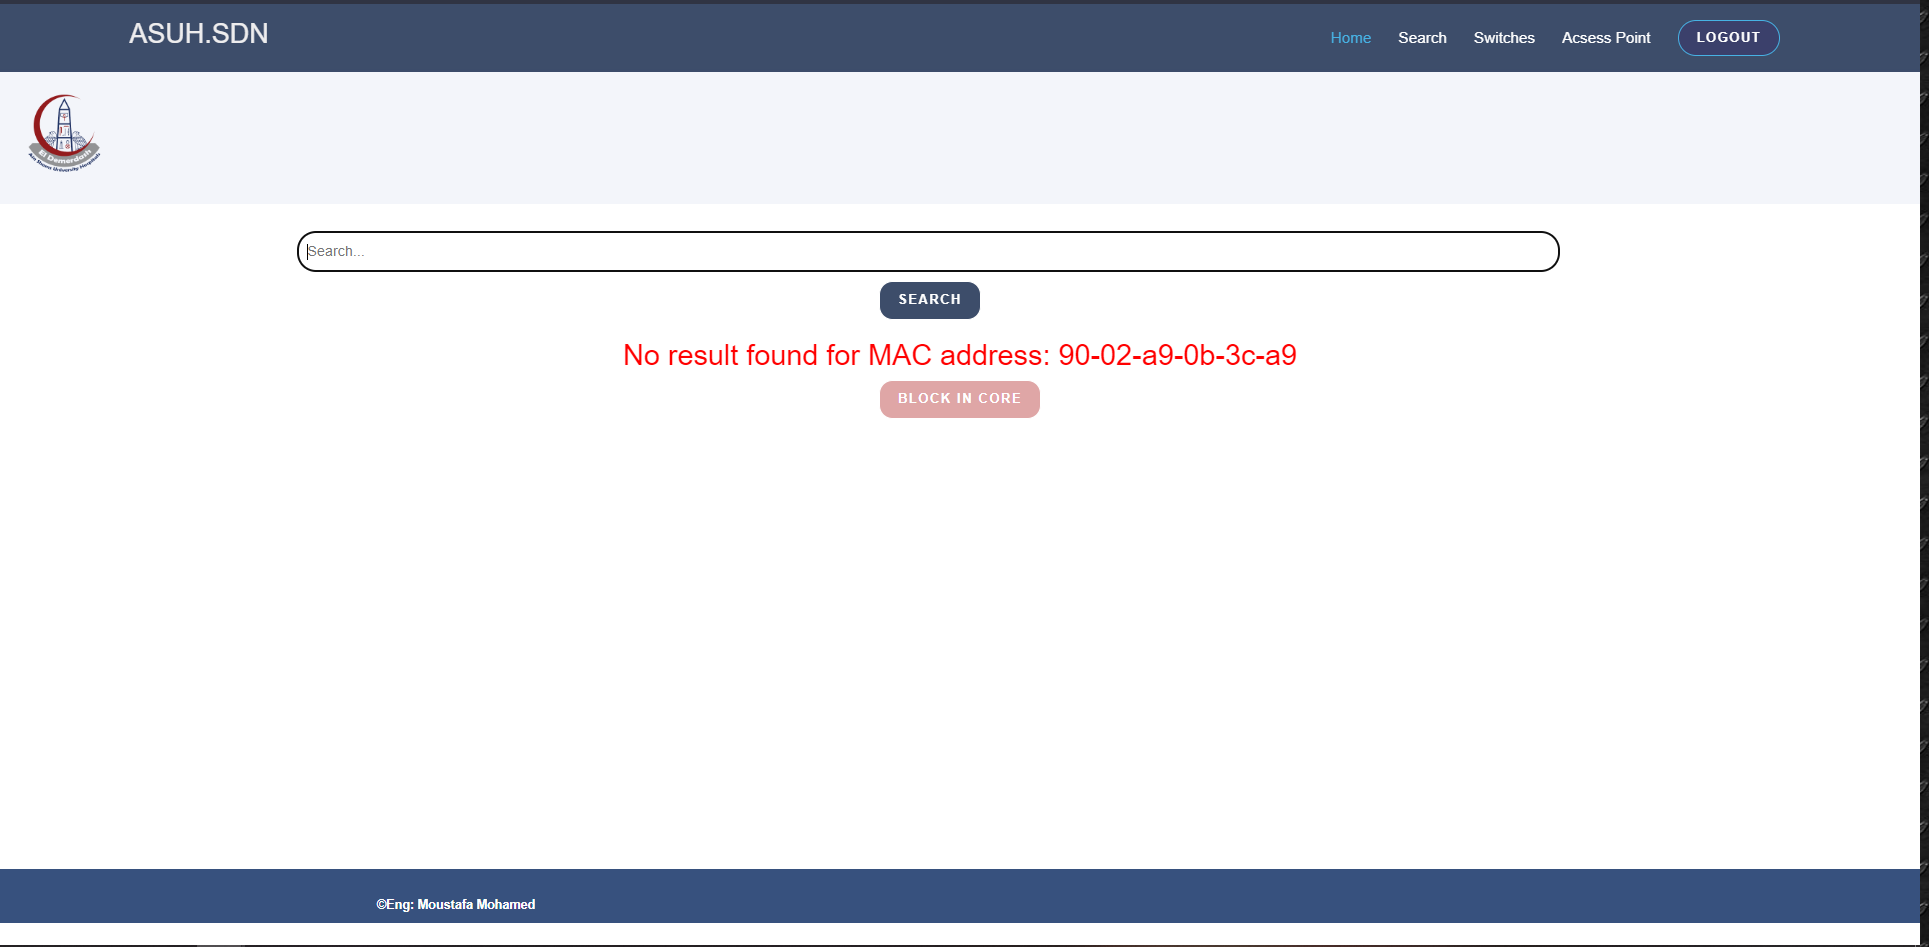 ASUH.SDN
Home Search Switches Acsess Point LOGOUT
El Demerdash
Ain Shams University Hospitals
Search...
SEARCH
No result found for MAC address: 90-02-a9-0b-3c-a9
BLOCK IN CORE
©Eng: Moustafa Mohamed